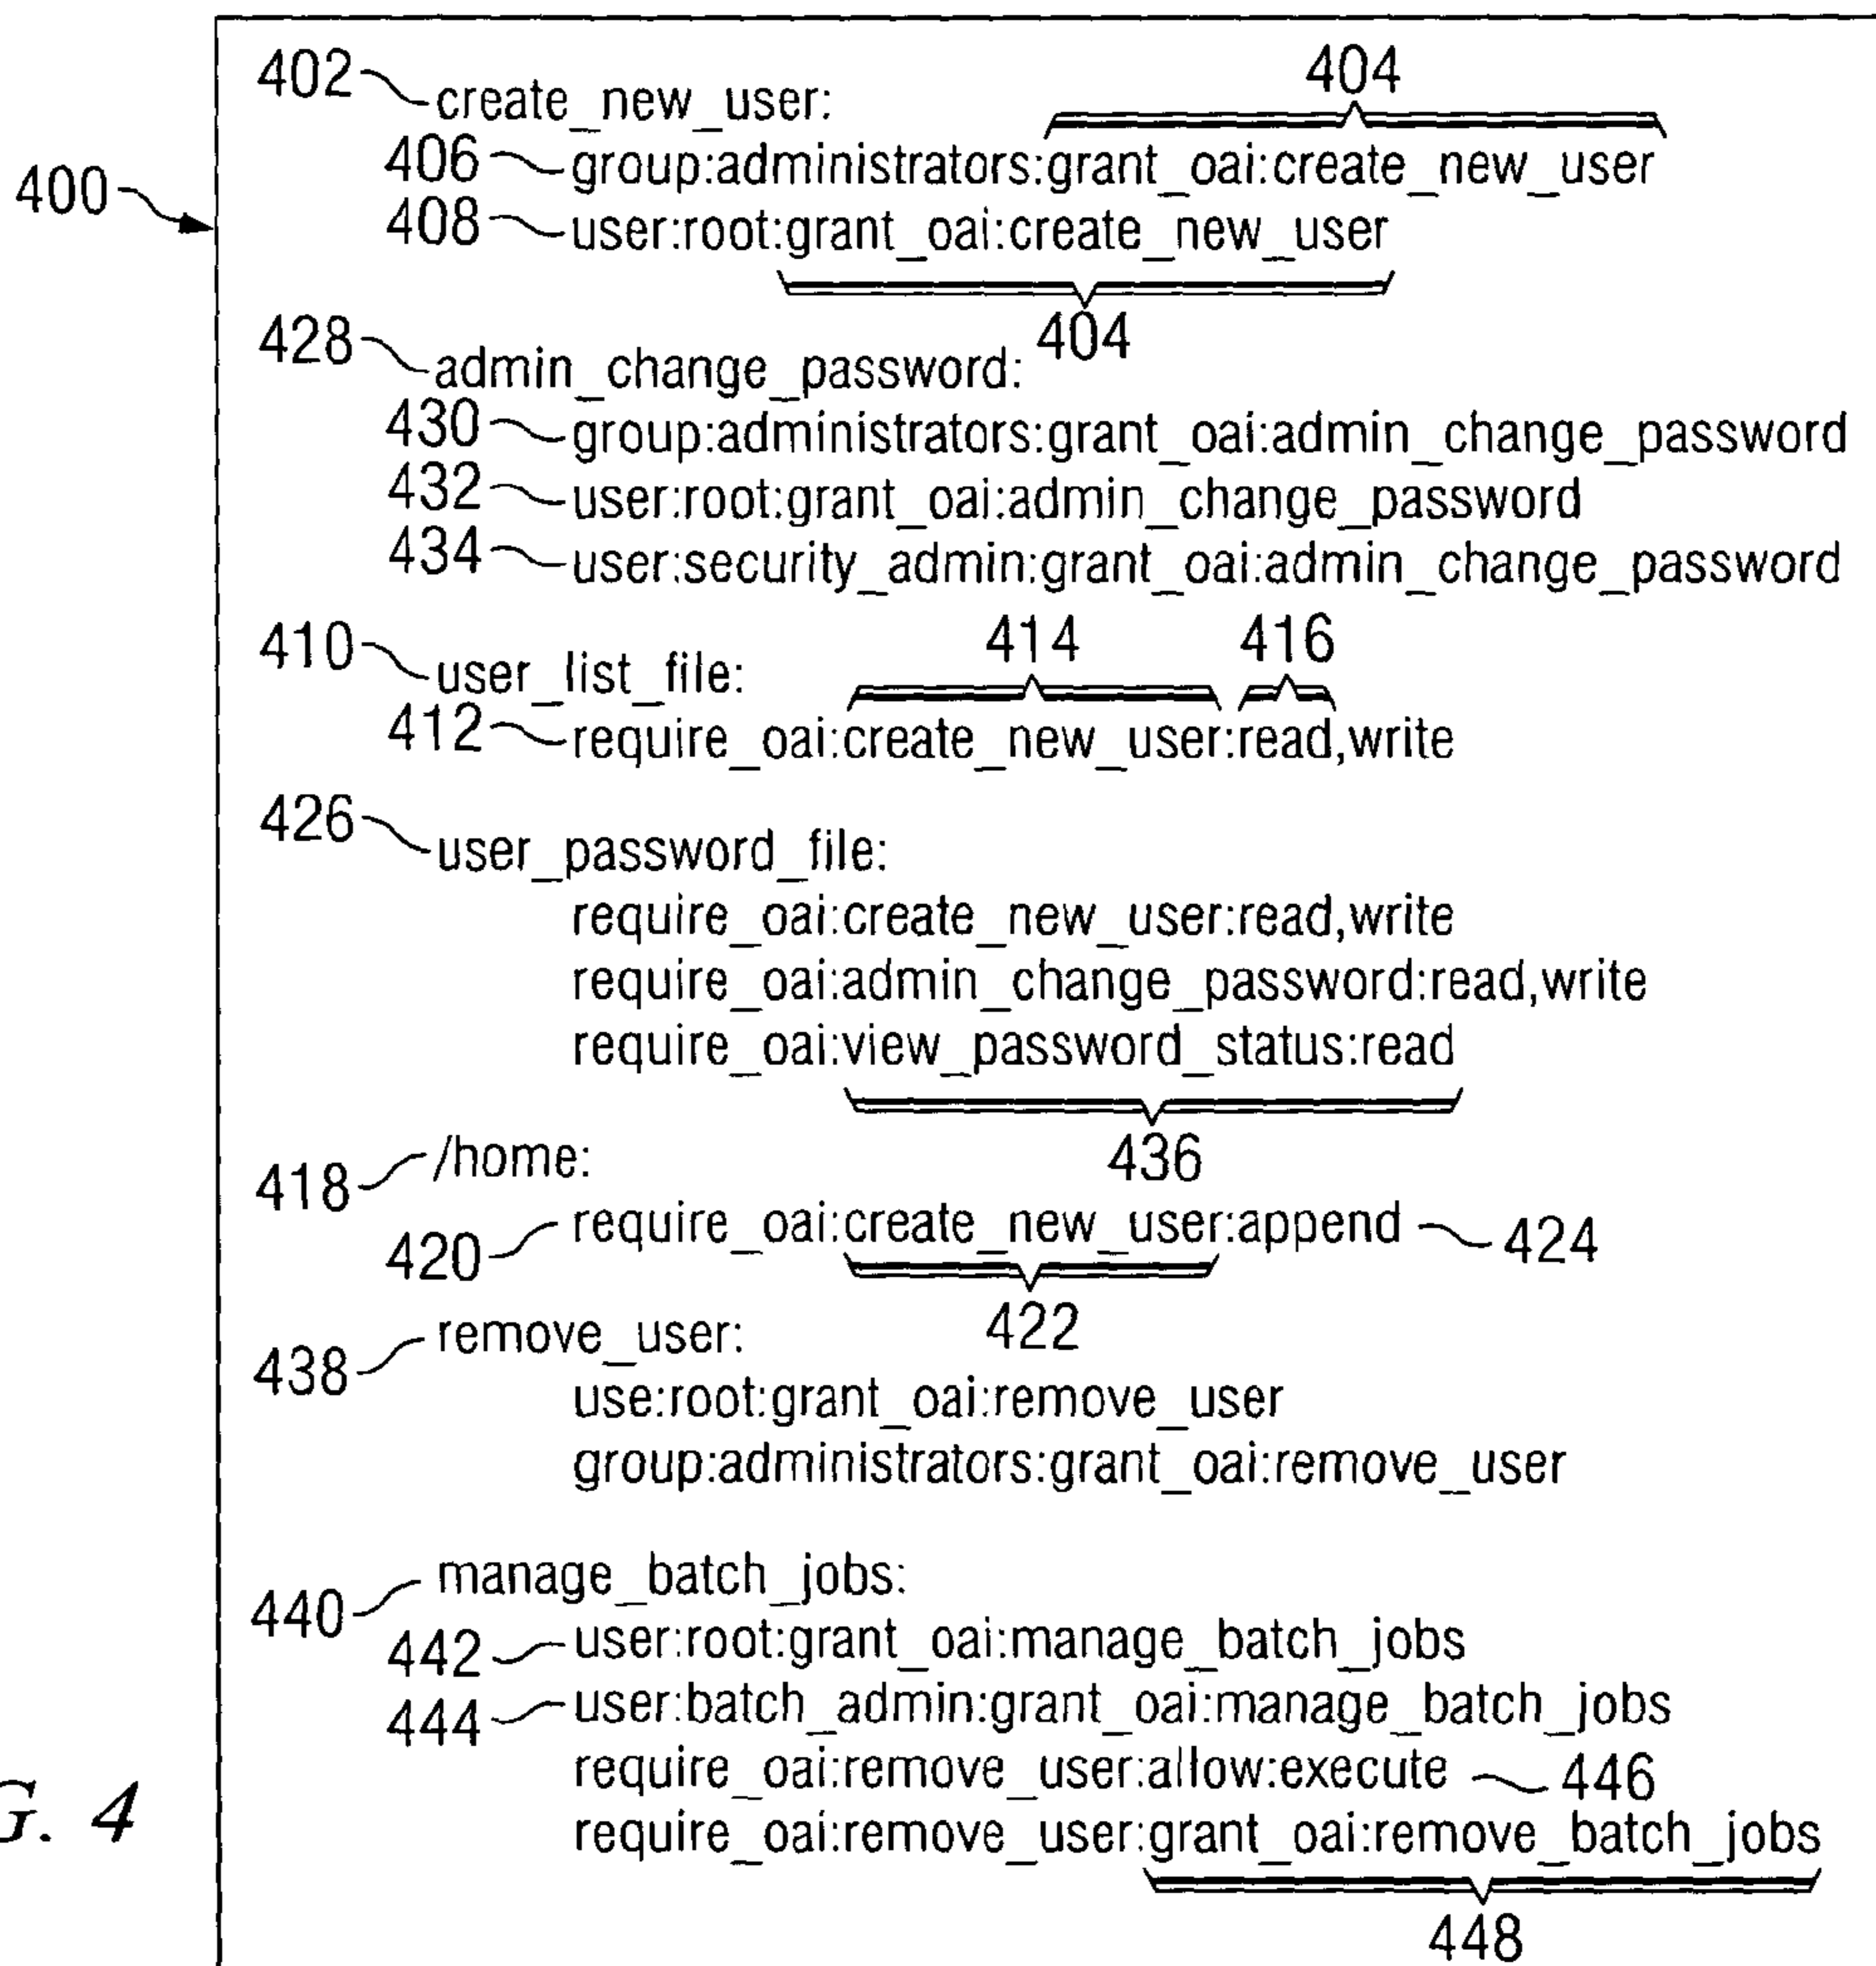 402 create_new_user: 404
406 group:administrators:grant_oai:create_new_user
400
408 user:root:grant_oai:create_new_user
404
428 admin_change_password:
430 group:administrators:grant_oai:admin_change_password
432 user:root:grant_oai:admin_change_password
434 user:security_admin:grant_oai:admin_change_password
410 user_list_file: 414 416
412 require_oai:create_new_user:read,write
426 user_password_file:
require_oai:create_new_user:read,write
require_oai:admin_change_password:read,write
require_oai:view_password_status:read
436
418 /home:
420 require_oai:create_new_user:append 424
422
438 remove_user:
use:root:grant_oai:remove_user
group:administrators:grant_oai:remove_user
440 manage_batch_jobs:
442 user:root:grant_oai:manage_batch_jobs
444 user:batch_admin:grant_oai:manage_batch_jobs
require_oai:remove_user:allow:execute 446
require_oai:remove_user:grant_oai:remove_batch_jobs
448
G. 4